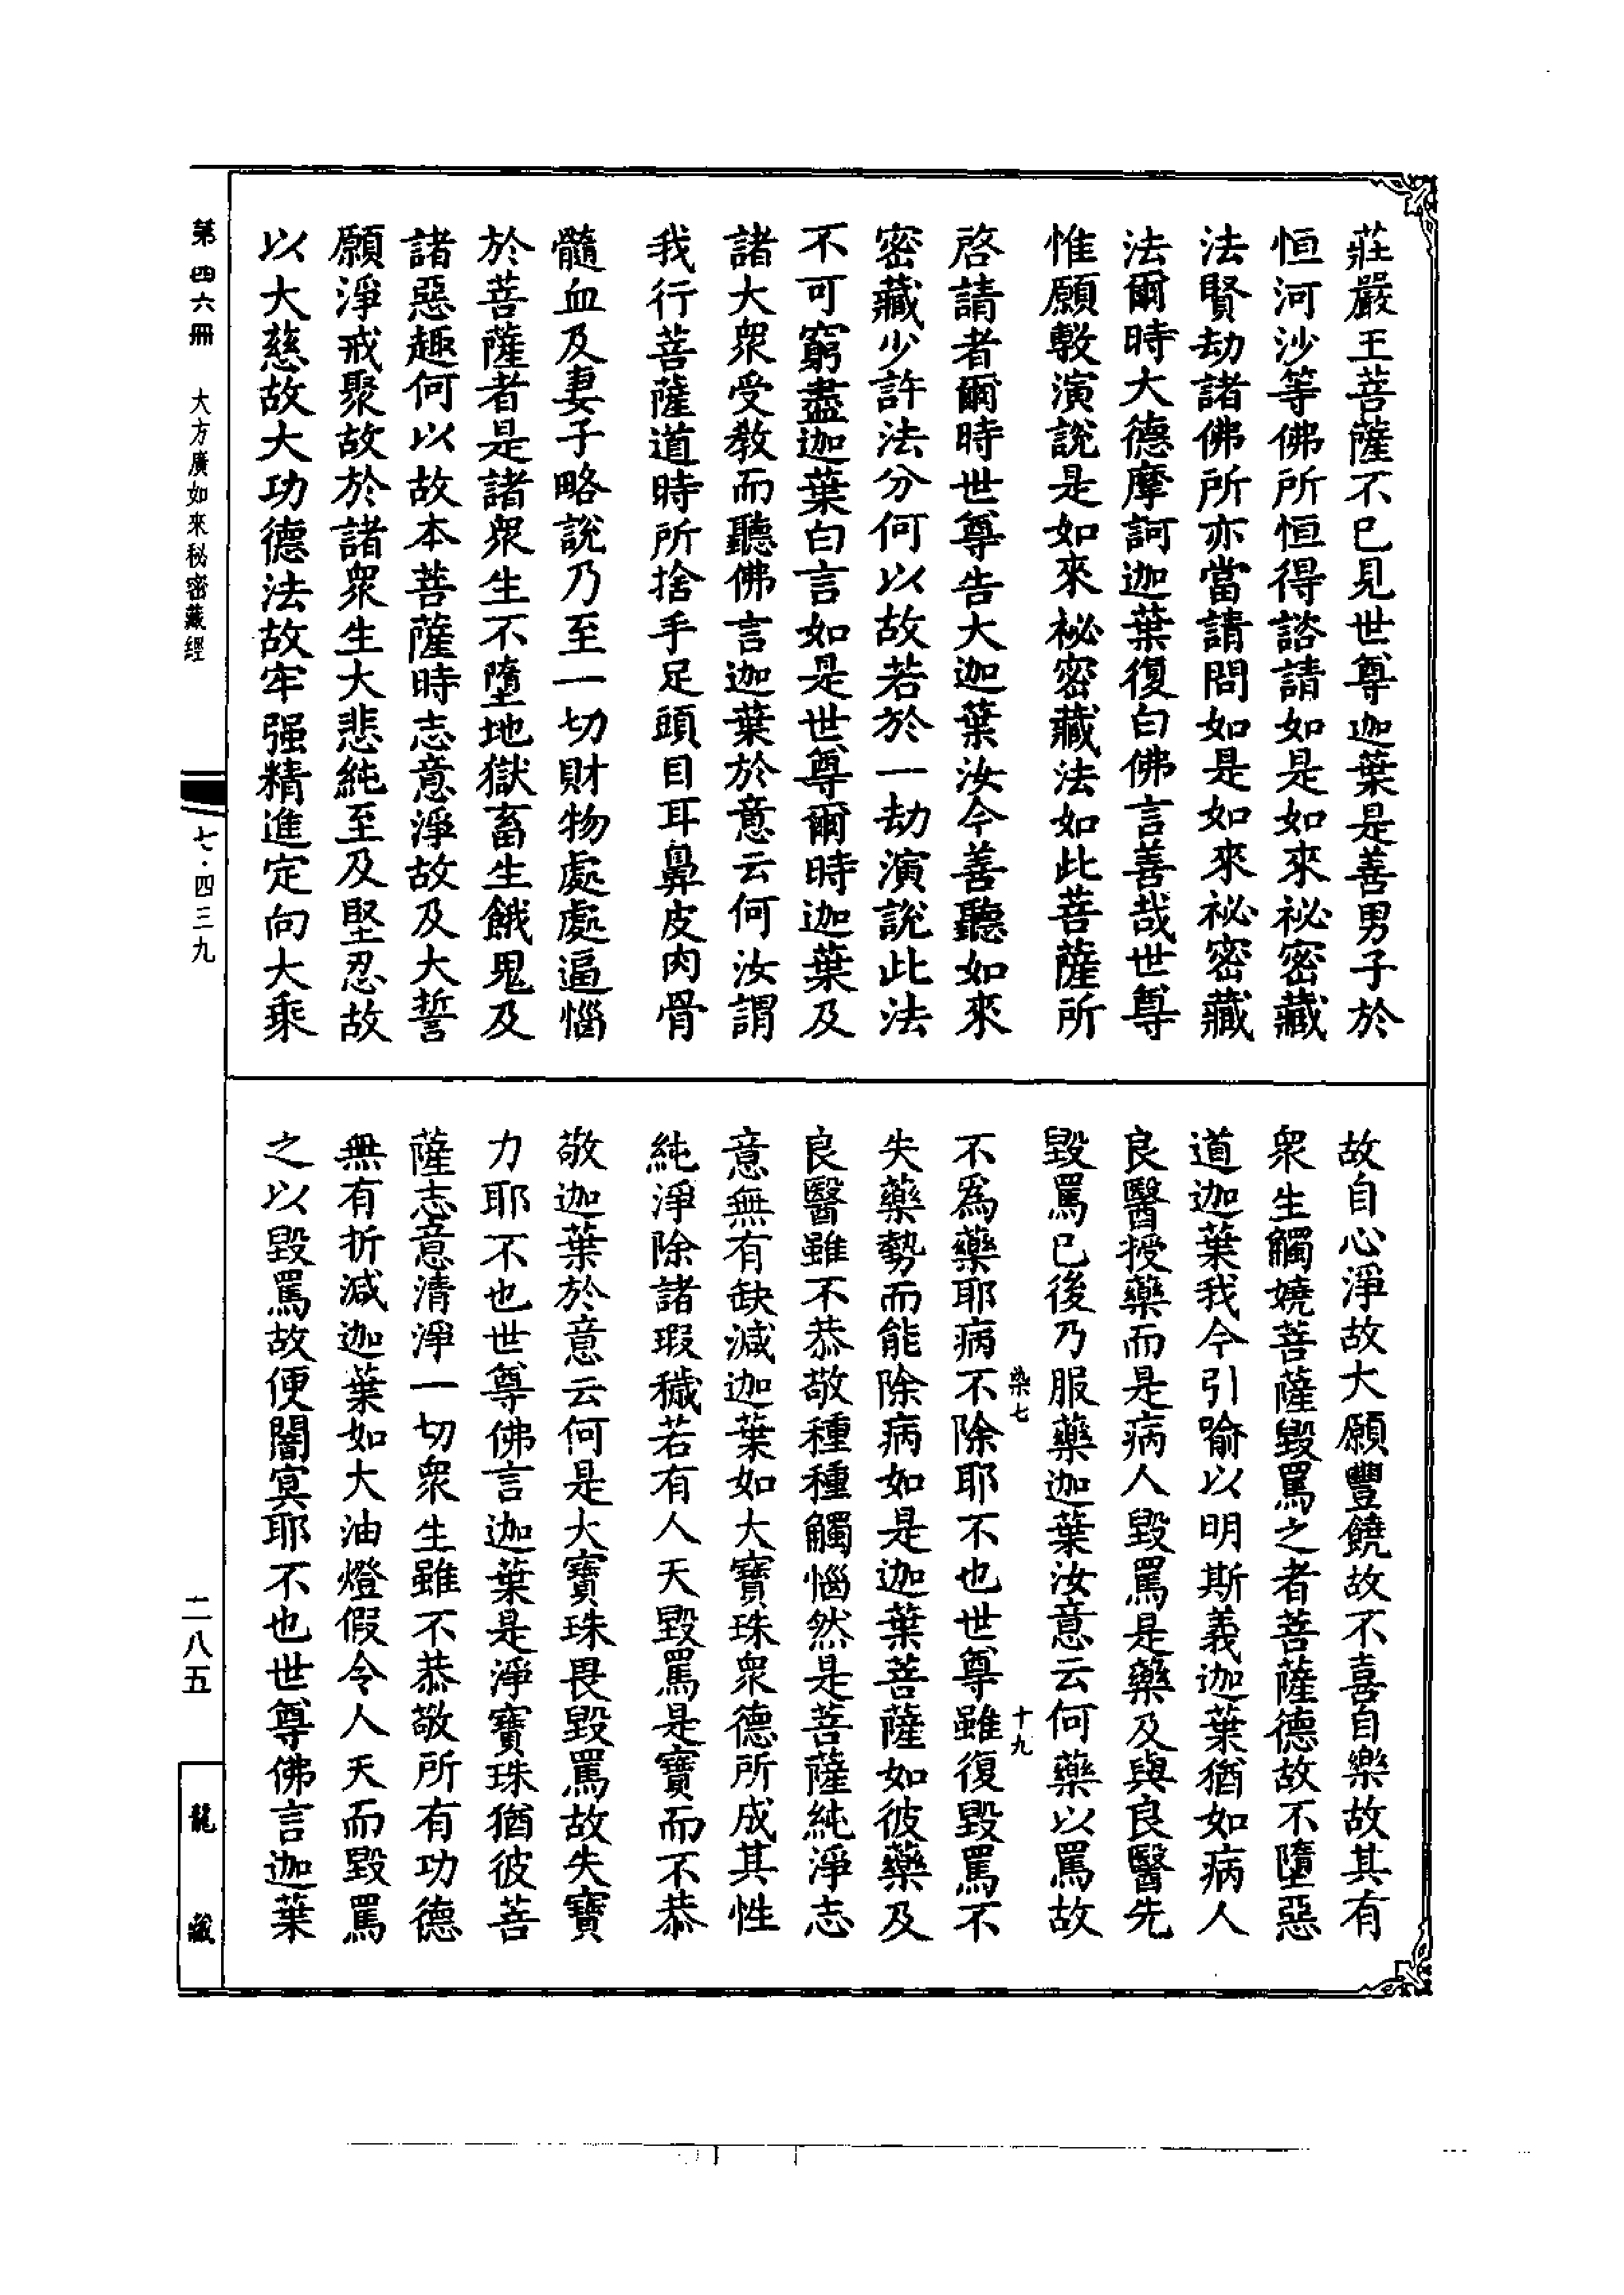 莊嚴王菩薩不已見世尊迦葉是善男子於
恒河沙等佛所恒得諮請如是如來祕密藏
法賢劫諸佛所亦當請問如是如來祕密藏
法爾時大德摩訶迦葉復白佛言善哉世尊
惟願敷演說是如來祕密藏法如此菩薩所
啓請者爾時世尊告大迦葉汝今善聽如來
密藏少許法分何以故若於一劫演說此法
不可窮盡迦葉白言如是世尊爾時迦葉及
諸大眾受教而聽佛言迦葉於意云何汝謂
我行菩薩道時所捨手足頭目耳鼻皮肉骨
髓血及妻子略說乃至一切財物處處逼惱
於菩薩者是諸眾生不墮地獄畜生餓鬼及
諸惡趣何以故本菩薩時志意淨故及大誓
願淨戒聚故於諸眾生大悲純至及堅忍故
以大慈故大功德法故牢强精進定向大乘
故自心淨故大願豐饒故不喜自樂故其有
眾生觸嬈菩薩毀罵之者菩薩德故不墮惡
道迦葉我今引喻以明斯義迦葉猶如病人
良醫授藥而是病人毀罵是藥及與良醫先
毀罵已後乃服藥迦葉汝意云何藥以罵故
染七 十九
不爲藥耶病不除耶不也世尊雖復毀罵不
失藥勢而能除病如是迦葉菩薩如彼藥及
良醫雖不恭敬種種觸惱然是菩薩純淨志
意無有缺減迦葉如大寶珠眾德所成其性
純淨除諸瑕穢若有人天毀罵是寶而不恭
敬迦葉於意云何是大寶珠畏毀罵故失寶
力耶不也世尊佛言迦葉是淨寶珠猶彼菩
薩志意清淨一切眾生雖不恭敬所有功德
無有折減迦葉如大油燈假令人天而毀罵
之以毀罵故便闇冥耶不也世尊佛言迦葉
第四六冊 大方廣如來秘密藏經 七·四三九
二八五
龍藏